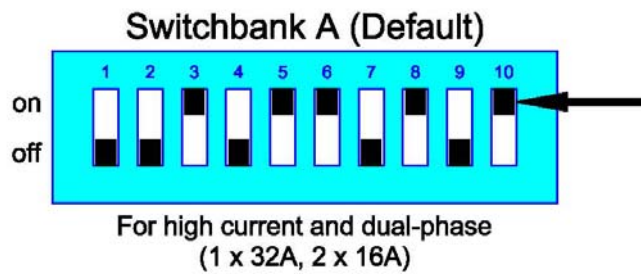 Switchbank A (Default)
1 2 3 4 5 6 7 8 9 10
on
off
For high current and dual-phase
(1 x 32A, 2 x 16A)